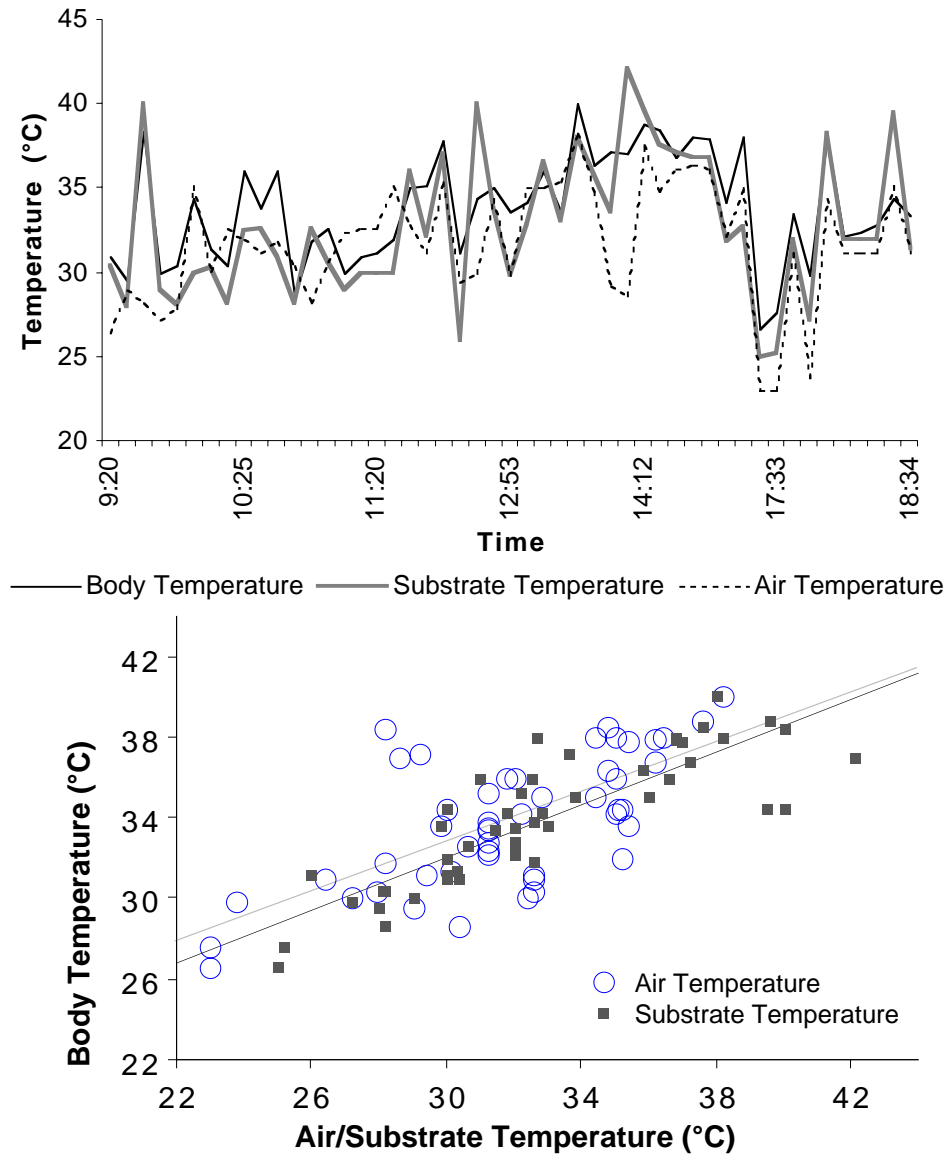 45
40
35
30
25
20
Temperature (°C)
9:20
10:25
11:20
12:53
14:12
17:33
18:34
Time
Body Temperature Substrate Temperature Air Temperature
42
38
34
30
26
22
Body Temperature (°C)
Air Temperature
Substrate Temperature
22 26 30 34 38 42
Air/Substrate Temperature (°C)